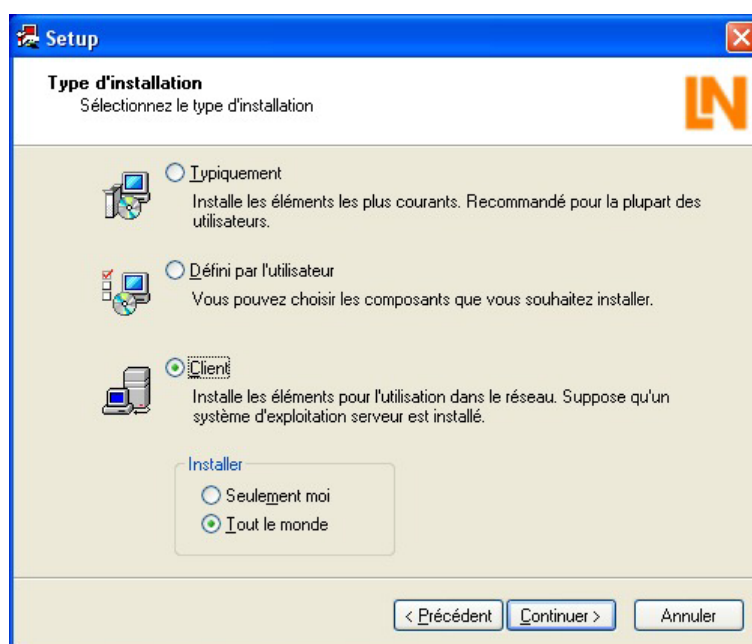 Setup
Type d'installation
Sélectionnez le type d'installation
LN
Typiquement
Installe les éléments les plus courants. Recommandé pour la plupart des
utilisateurs.
Défini par l'utilisateur
Vous pouvez choisir les composants que vous souhaitez installer.
Client
Installe les éléments pour l'utilisation dans le réseau. Suppose qu'un
système d'exploitation serveur est installé.
Installer
Seulement moi
Tout le monde
< Précédent
Continuer >
Annuler